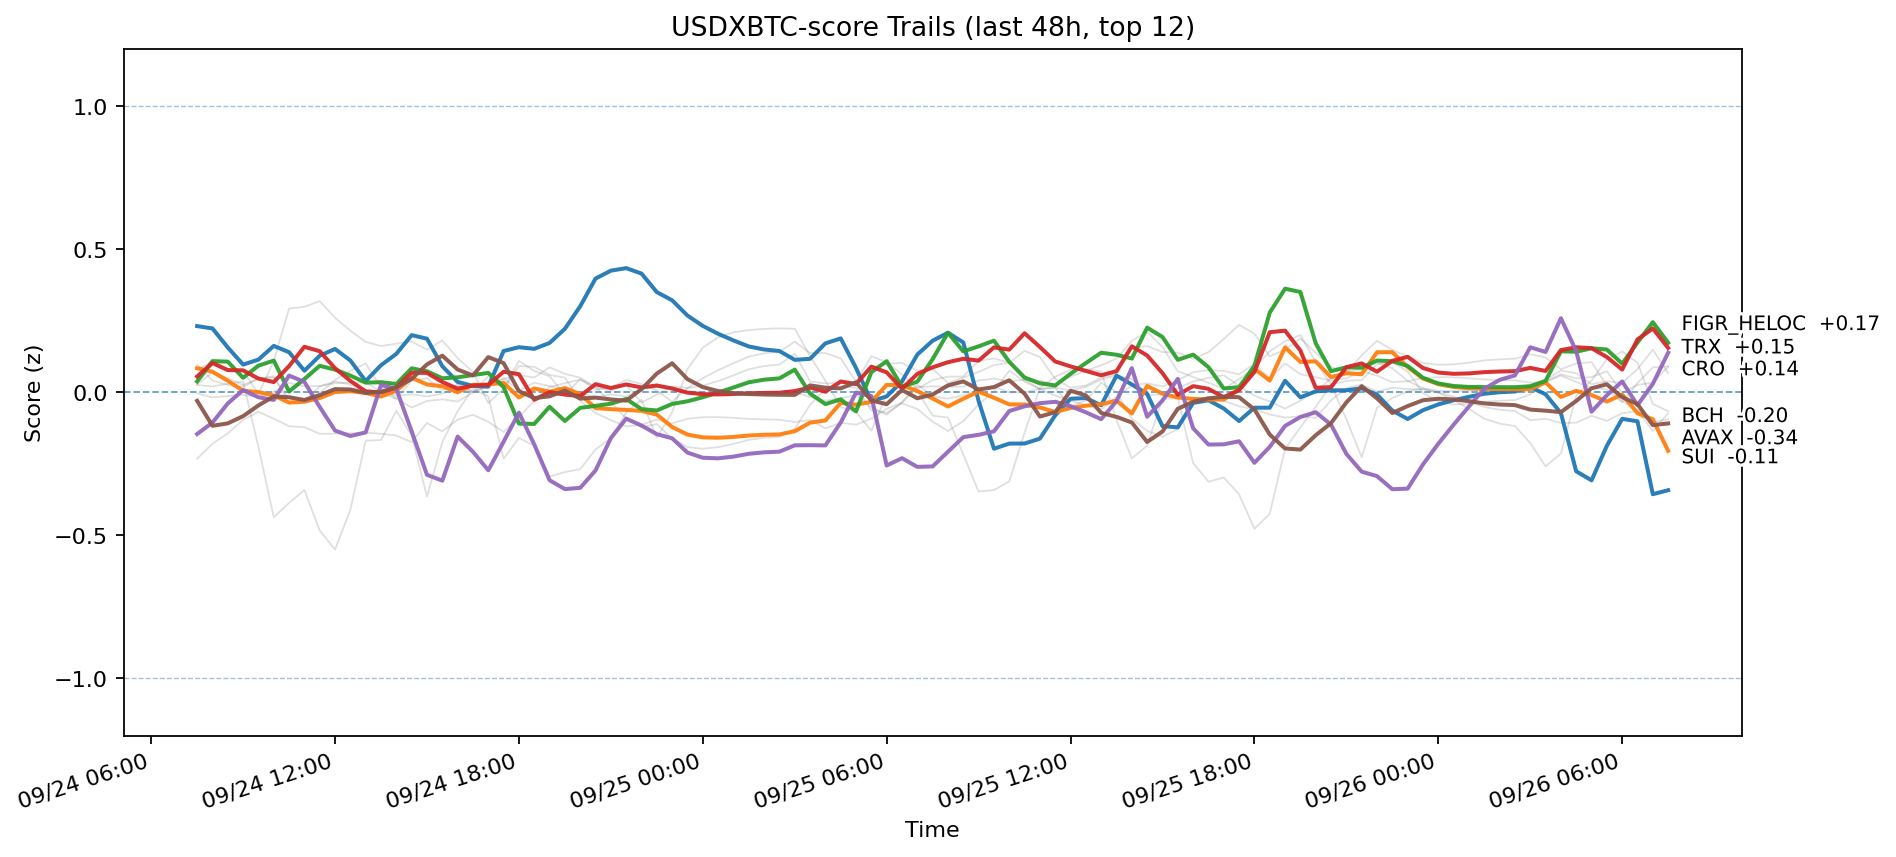 USDXBTC-score Trails (last 48h, top 12)
Score (z)
1.0
0.5
0.0
−0.5
−1.0
FIGR_HELOC +0.17
TRX +0.15
CRO +0.14
BCH -0.20
AVAX -0.34
SUI -0.11
09/24 06:00
09/24 12:00
09/24 18:00
09/25 00:00
09/25 06:00
09/25 12:00
09/25 18:00
09/26 00:00
09/26 06:00
Time